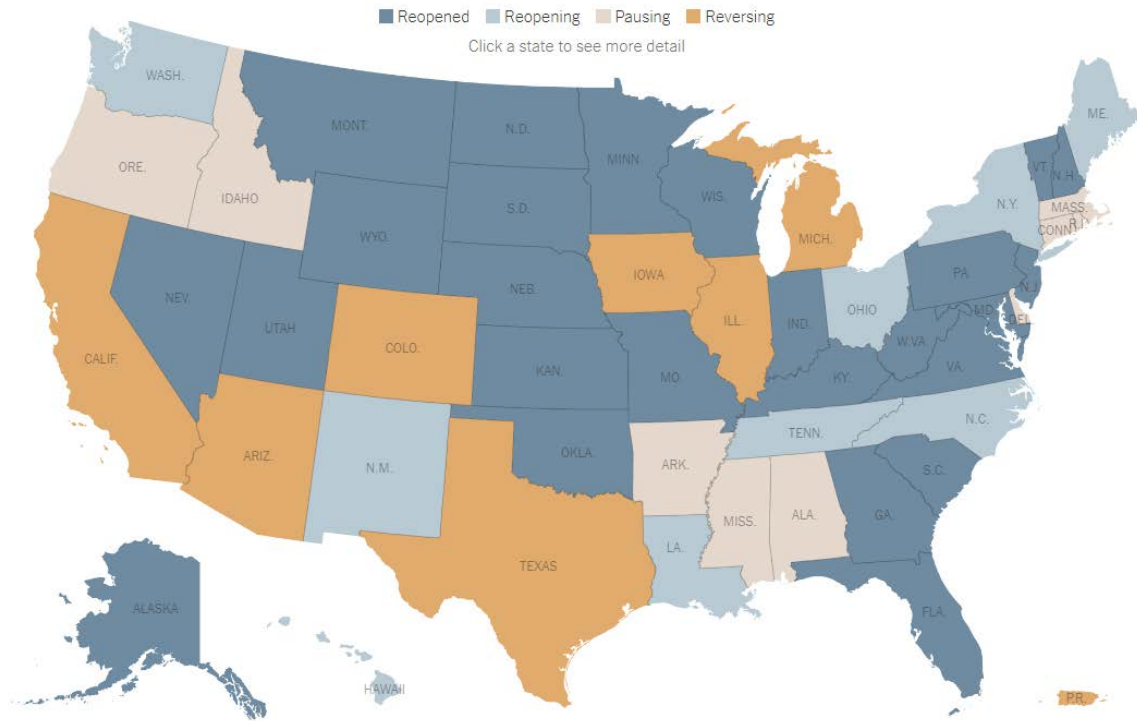 Reopened Reopening Pausing Reversing
Click a state to see more detail
WASH.
ME.
MONT.
N.D.
MINN.
VT.
N.H.
ORE.
IDAHO
S.D.
WIS.
N.Y.
MASS.
R.I.
CONN.
WYO.
MICH.
IOWA
PA.
N.J.
NEV.
NEB.
OHIO
MD.
DEL.
UTAH
ILL.
IND.
W.VA.
CALIF.
COLO.
KAN.
MO.
KY.
VA.
TENN.
N.C.
ARIZ.
N.M.
OKLA.
ARK.
S.C.
MISS.
ALA.
GA.
LA.
TEXAS
ALASKA
FLA.
HAWAII
P.R.